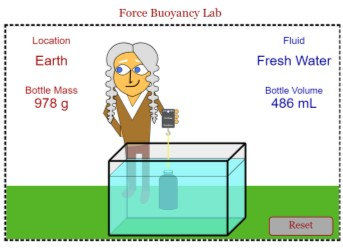 Force Buoyancy Lab
Location
Earth
Bottle Mass
978 g
Fluid
Fresh Water
Bottle Volume
486 mL
Reset